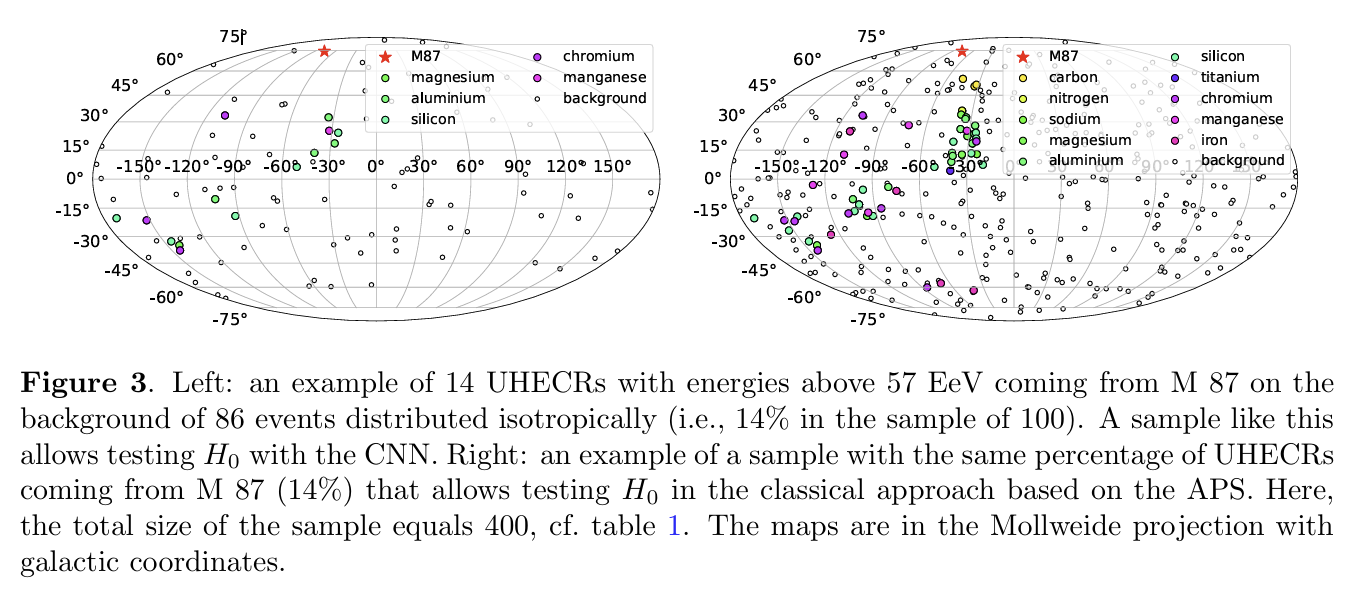 75°
60°
45°
30°
15°
0°
-15°
-30°
-45°
-60°
-75°
-150°
-120°
-90°
-60°
-30°
0°
30°
60°
90°
120°
150°
M87
magnesium
aluminium
silicon
chromium
manganese
background
75°
60°
45°
30°
15°
0°
-15°
-30°
-45°
-60°
-75°
-150°
-120°
-90°
-60°
-30°
0°
30°
60°
90°
120°
150°
M87
carbon
nitrogen
sodium
magnesium
aluminium
silicon
titanium
chromium
manganese
iron
background
Figure 3. Left: an example of 14 UHECRs with energies above 57 EeV coming from M 87 on the
background of 86 events distributed isotropically (i.e., 14% in the sample of 100). A sample like this
allows testing H₀ with the CNN. Right: an example of a sample with the same percentage of UHECRs
coming from M 87 (14%) that allows testing H₀ in the classical approach based on the APS. Here,
the total size of the sample equals 400, cf. table 1. The maps are in the Mollweide projection with
galactic coordinates.